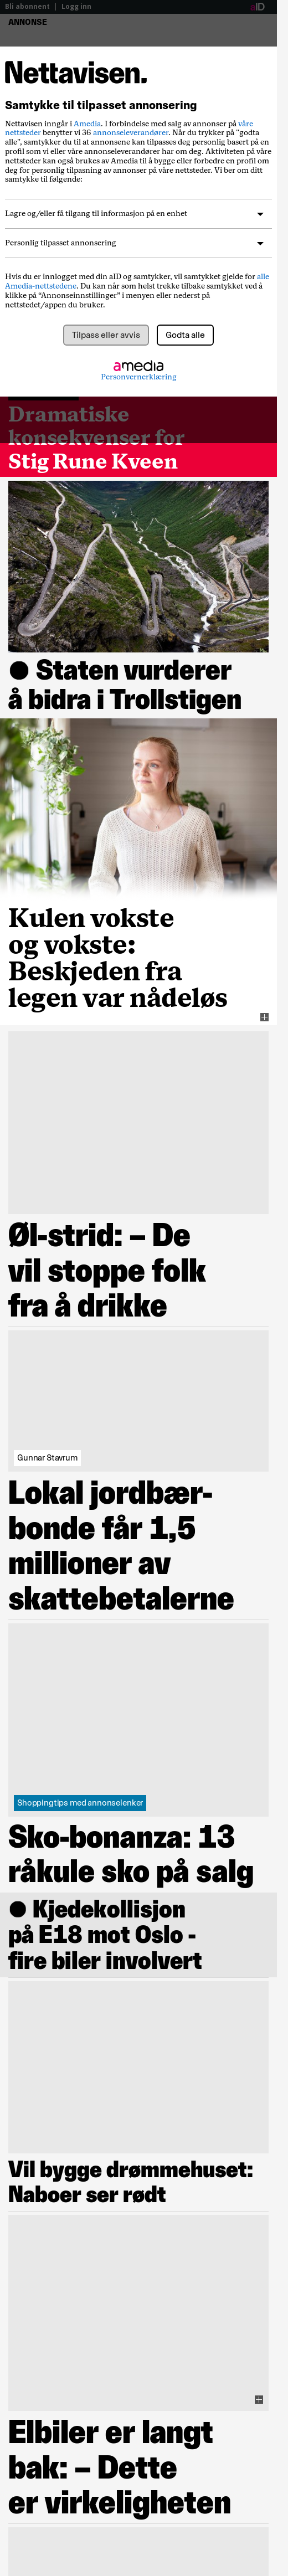 Bli abonnent | Logg inn
aID
ANNONSE
Nettavisen.
Samtykke til tilpasset annonsering
Nettavisen inngår i Amedia. I forbindelse med salg av annonser på våre
nettsteder benytter vi 36 annonseleverandører. Når du trykker på "godta
alle", samtykker du til at annonsene kan tilpasses deg personlig basert på en
profil som vi eller våre annonseleverandører har om deg. Aktiviteten på våre
nettsteder kan også brukes av Amedia til å bygge eller forbedre en profil om
deg for personlig tilpasning av annonser på våre nettsteder. Vi ber om ditt
samtykke til følgende:
Lagre og/eller få tilgang til informasjon på en enhet
Personlig tilpasset annonsering
Hvis du er innlogget med din aID og samtykker, vil samtykket gjelde for alle
Amedia-nettstedene. Du kan når som helst trekke tilbake samtykket ved å
klikke på “Annonseinnstillinger” i menyen eller nederst på
nettstedet/appen du bruker.
Tilpass eller avvis
Godta alle
amedia
Personvernerklæring
Dramatiske
konsekvenser for
Stig Rune Kveen
● Staten vurderer
å bidra i Trollstigen
Kulen vokste
og vokste:
Beskjeden fra
legen var nådeløs
Øl-strid: – De
vil stoppe folk
fra å drikke
Gunnar Stavrum
Lokal jordbær-
bonde får 1,5
millioner av
skattebetalerne
Shoppingtips med annonselenker
Sko-bonanza: 13
råkule sko på salg
● Kjedekollisjon
på E18 mot Oslo -
fire biler involvert
Vil bygge drømmehuset:
Naboer ser rødt
Elbiler er langt
bak: – Dette
er virkeligheten